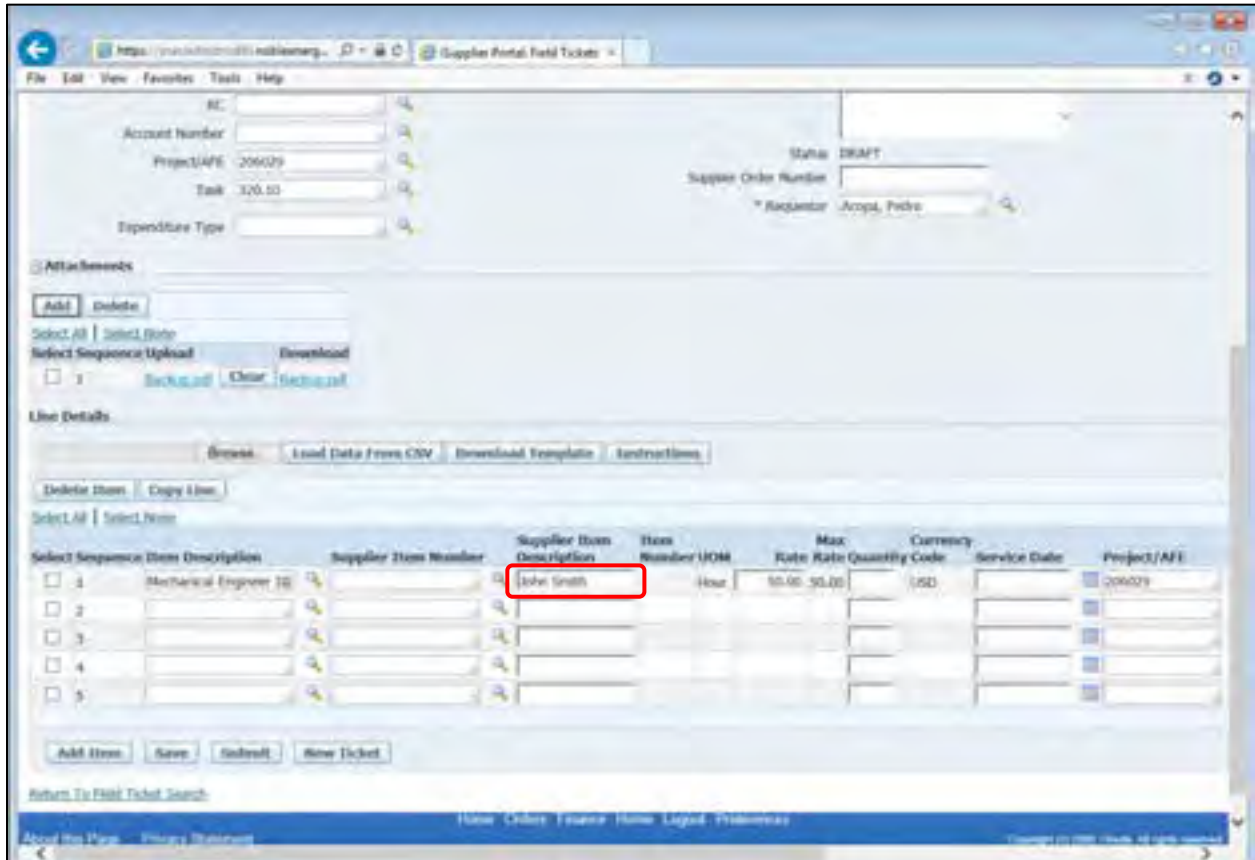 iSupplier Portal: Field Tickets
File Edit View Favorites Tools Help
RC
Account Number
Project/AFE 206029
Status DRAFT
Task 320.10
Supplier Order Number
* Requestor Pedro
Expenditure Type
Attachments
Add Delete
Select All | Select None
Select Sequence Upload Download
1 Backup.pdf Clear Backup.pdf
Line Details
Browse... Load Data From CSV Download Template Instructions
Delete Item Copy Line
Select All | Select None
Select Sequence Item Description Supplier Item Number Supplier Item Description Item Number UOM Rate Max Rate Quantity Currency Code Service Date Project/AFE
1 Mechanical Engineer John Smith Hour 50.00 50.00 USD 206029
2
3
4
5
Add Item Save Submit New Ticket
Return To Field Ticket Search
Home Orders Finance Home Logout Preferences
About this Page Privacy Statement